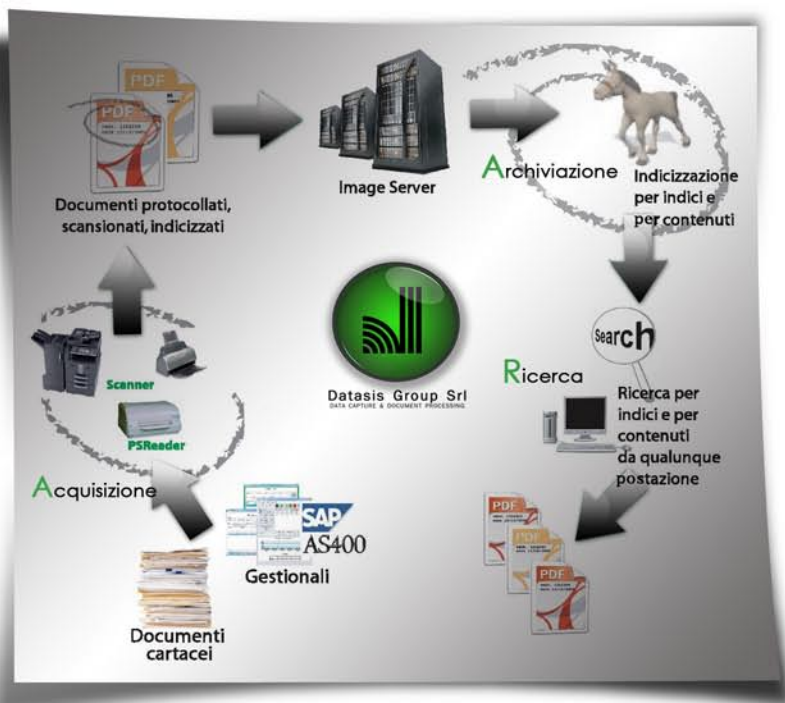 PDF
PDF
Documenti protocollati,
scansionati, indicizzati
Image Server
Archiviazione
Indicizzazione
per indici e
per contenuti
Search
Ricerca
Ricerca per
indici e per
contenuti
da qualunque
postazione
PDF
PDF
PDF
Datasis Group Srl
DATA CAPTURE & DOCUMENT PROCESSING
Scanner
PSReader
Acquisizione
SAP
AS400
Gestionali
Documenti
cartacei